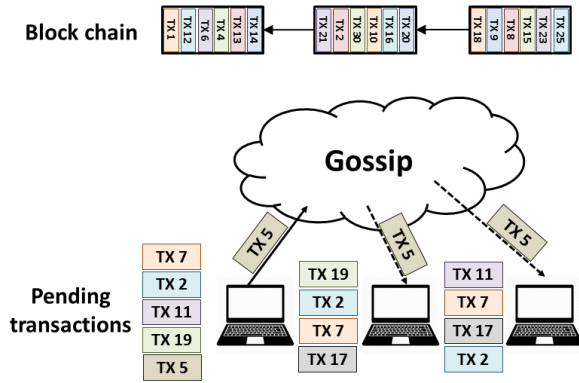 Block chain
TX 1
TX 12
TX 6
TX 4
TX 13
TX 14
TX 21
TX 2
TX 30
TX 10
TX 16
TX 20
TX 18
TX 9
TX 8
TX 15
TX 23
TX 25
Gossip
TX 5
TX 5
TX 5
Pending
transactions
TX 7
TX 2
TX 11
TX 19
TX 5
TX 19
TX 2
TX 7
TX 17
TX 11
TX 7
TX 17
TX 2